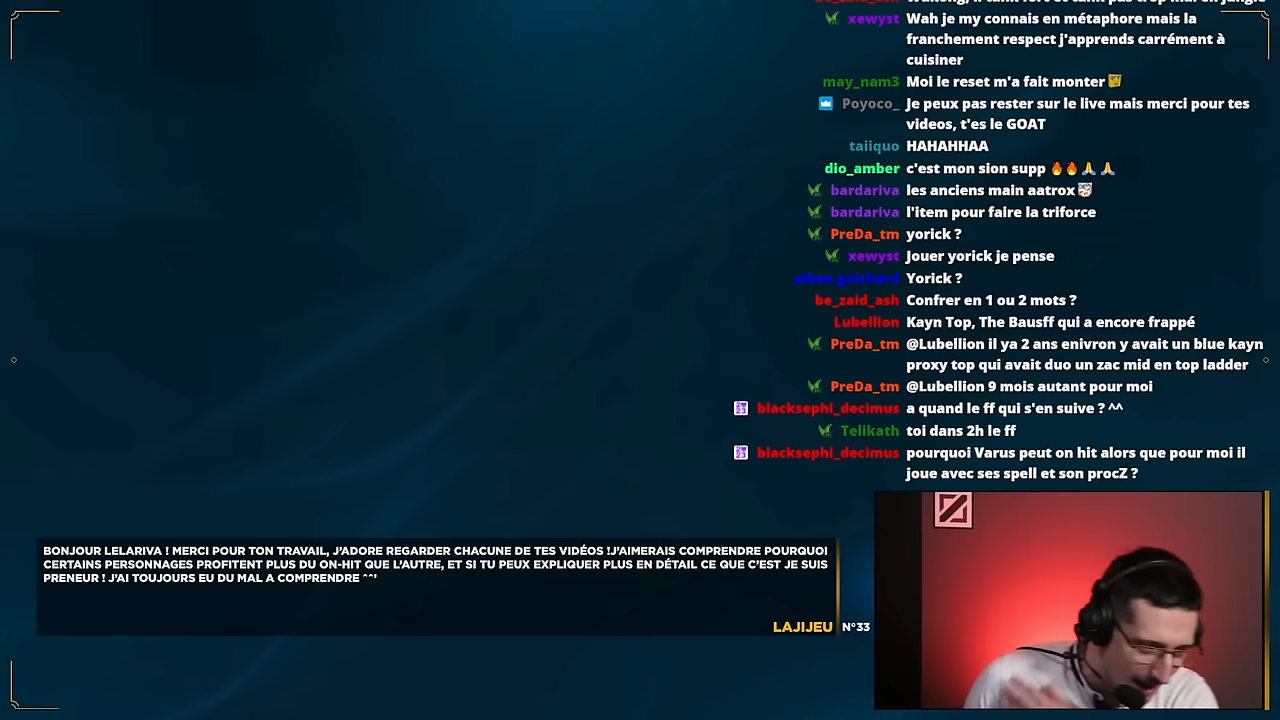 xewyst Wah je my connais en métaphore mais la
franchement respect j'apprends carrément à
cuisiner
may_nam3 Moi le reset m'a fait monter
Poyoco_ Je peux pas rester sur le live mais merci pour tes
videos, t'es le GOAT
taiiquo HAHAHHAA
dio_amber c'est mon sion supp 🔥🔥🙏🙏
bardariva les anciens main aatrox
bardariva l'item pour faire la triforce
PreDa_tm yorick ?
xewyst Jouer yorick je pense
alban guichard Yorick ?
be_zaid_ash Confrer en 1 ou 2 mots ?
Lubellion Kayn Top, The Bausff qui a encore frappé
PreDa_tm @Lubellion il ya 2 ans enivron y avait un blue kayn
proxy top qui avait duo un zac mid en top ladder
PreDa_tm @Lubellion 9 mois autant pour moi
blacksephi_decimus a quand le ff qui s'en suive ? ^^
Telikath toi dans 2h le ff
blacksephi_decimus pourquoi Varus peut on hit alors que pour moi il
joue avec ses spell et son procZ ?
BONJOUR LELARIVA ! MERCI POUR TON TRAVAIL, J'ADORE REGARDER CHACUNE DE TES VIDÉOS !J'AIMERAIS COMPRENDRE POURQUOI
CERTAINS PERSONNAGES PROFITENT PLUS DU ON-HIT QUE L'AUTRE, ET SI TU PEUX EXPLIQUER PLUS EN DÉTAIL CE QUE C'EST JE SUIS
PRENEUR ! J'AI TOUJOURS EU DU MAL A COMPRENDRE ^^'
LAJIJEU N°33